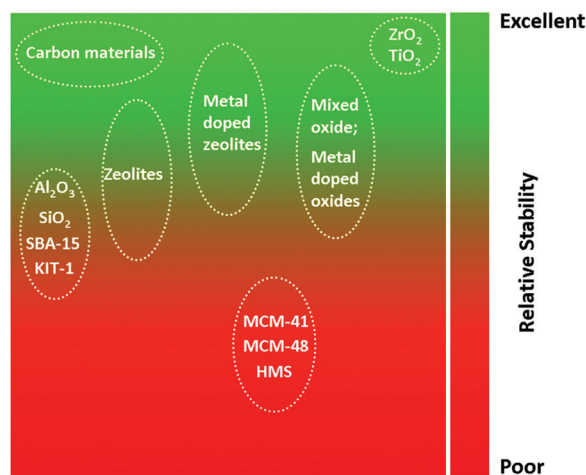 Excellent
Carbon materials
ZrO₂
TiO₂
Metal
doped
zeolites
Mixed
oxide;
Metal
doped
oxides
Zeolites
Al₂O₃
SiO₂
SBA-15
KIT-1
MCM-41
MCM-48
HMS
Relative Stability
Poor